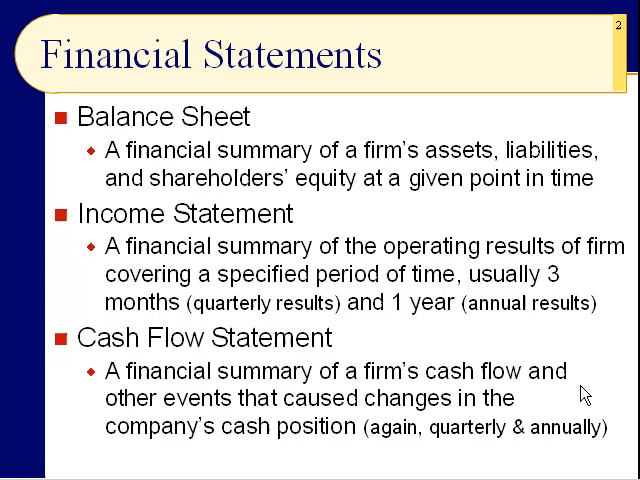 2
Financial Statements
Balance Sheet
A financial summary of a firm's assets, liabilities,
and shareholders' equity at a given point in time
Income Statement
A financial summary of the operating results of firm
covering a specified period of time, usually 3
months (quarterly results) and 1 year (annual results)
Cash Flow Statement
A financial summary of a firm's cash flow and
other events that caused changes in the
company's cash position (again, quarterly & annually)